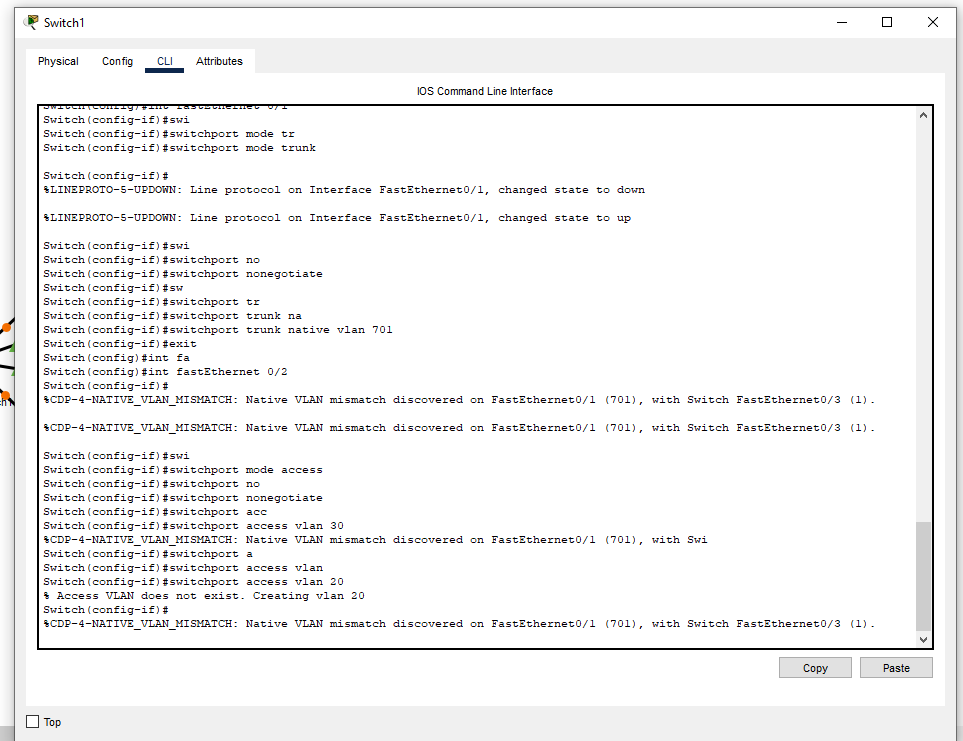 Switch1
Physical Config CLI Attributes
IOS Command Line Interface
Switch(config)#int fastEthernet 0/1
Switch(config-if)#swi
Switch(config-if)#switchport mode tr
Switch(config-if)#switchport mode trunk
Switch(config-if)#
%LINEPROTO-5-UPDOWN: Line protocol on Interface FastEthernet0/1, changed state to down
%LINEPROTO-5-UPDOWN: Line protocol on Interface FastEthernet0/1, changed state to up
Switch(config-if)#swi
Switch(config-if)#switchport no
Switch(config-if)#switchport nonegotiate
Switch(config-if)#sw
Switch(config-if)#switchport tr
Switch(config-if)#switchport trunk na
Switch(config-if)#switchport trunk native vlan 701
Switch(config-if)#exit
Switch(config)#int fa
Switch(config)#int fastEthernet 0/2
Switch(config-if)#
%CDP-4-NATIVE_VLAN_MISMATCH: Native VLAN mismatch discovered on FastEthernet0/1 (701), with Switch FastEthernet0/3 (1).
%CDP-4-NATIVE_VLAN_MISMATCH: Native VLAN mismatch discovered on FastEthernet0/1 (701), with Switch FastEthernet0/3 (1).
Switch(config-if)#swi
Switch(config-if)#switchport mode access
Switch(config-if)#switchport no
Switch(config-if)#switchport nonegotiate
Switch(config-if)#switchport acc
Switch(config-if)#switchport access vlan 30
%CDP-4-NATIVE_VLAN_MISMATCH: Native VLAN mismatch discovered on FastEthernet0/1 (701), with Swi
Switch(config-if)#switchport a
Switch(config-if)#switchport access vlan
Switch(config-if)#switchport access vlan 20
% Access VLAN does not exist. Creating vlan 20
Switch(config-if)#
%CDP-4-NATIVE_VLAN_MISMATCH: Native VLAN mismatch discovered on FastEthernet0/1 (701), with Switch FastEthernet0/3 (1).
Copy Paste
Top